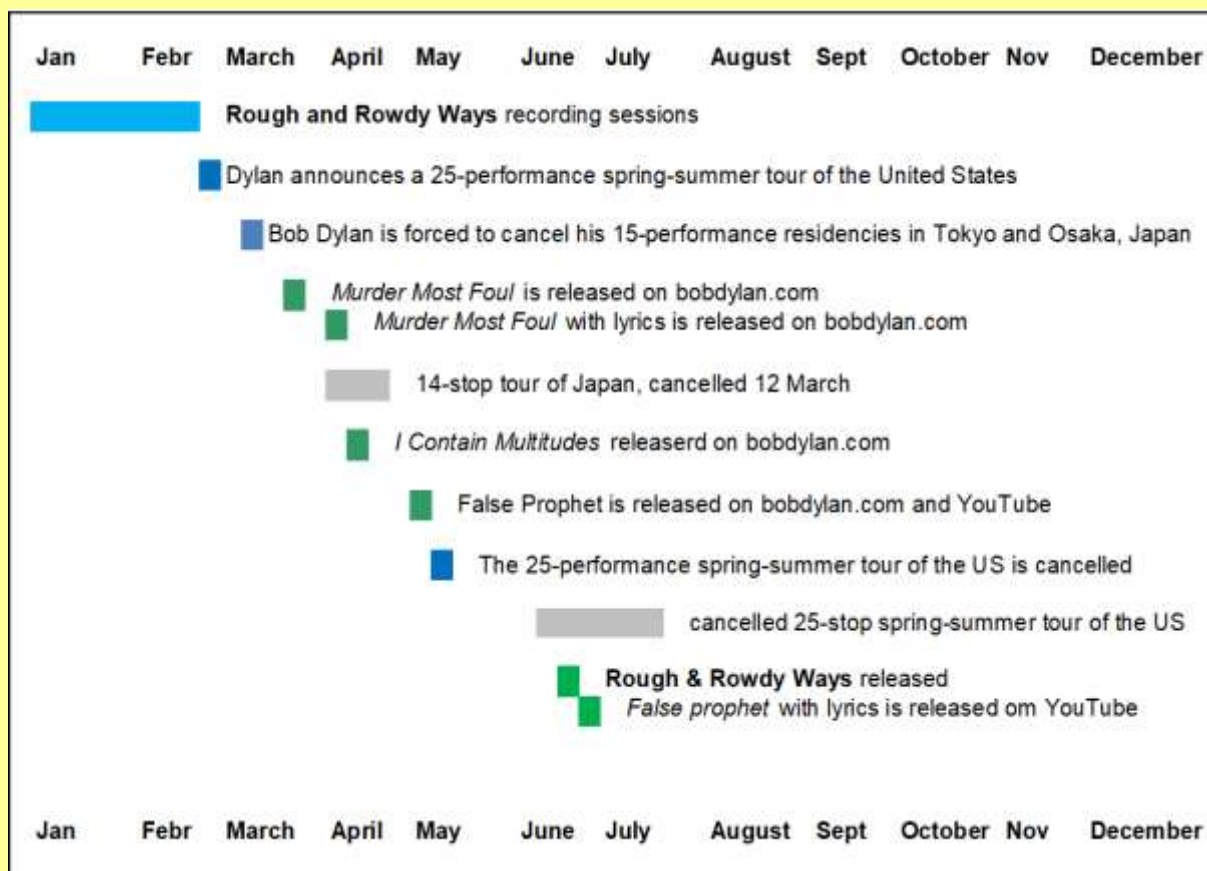 Jan Febr March April May June July August Sept October Nov December
Rough and Rowdy Ways recording sessions
Dylan announces a 25-performance spring-summer tour of the United States
Bob Dylan is forced to cancel his 15-performance residencies in Tokyo and Osaka, Japan
Murder Most Foul is released on bobdylan.com
Murder Most Foul with lyrics is released on bobdylan.com
14-stop tour of Japan, cancelled 12 March
I Contain Multitudes releaserd on bobdylan.com
False Prophet is released on bobdylan.com and YouTube
The 25-performance spring-summer tour of the US is cancelled
cancelled 25-stop spring-summer tour of the US
Rough & Rowdy Ways released
False prophet with lyrics is released om YouTube
Jan Febr March April May June July August Sept October Nov December